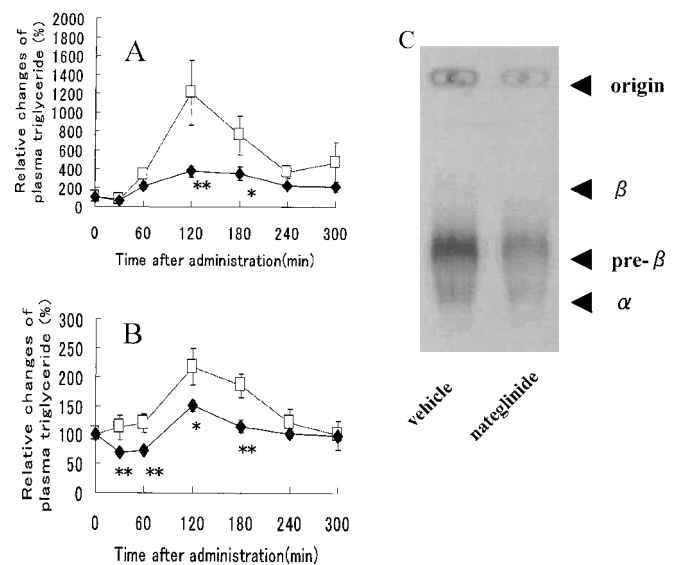 A
Relative changes of
plasma triglyceride (%)
2000
1800
1600
1400
1200
1000
800
600
400
200
0
**
*
0 60 120 180 240 300
Time after administration(min)
B
Relative changes of
plasma triglyceride (%)
300
250
200
150
100
50
0
** ** * **
0 60 120 180 240 300
Time after administration(min)
C
origin
β
pre-β
α
vehicle
nateglinide